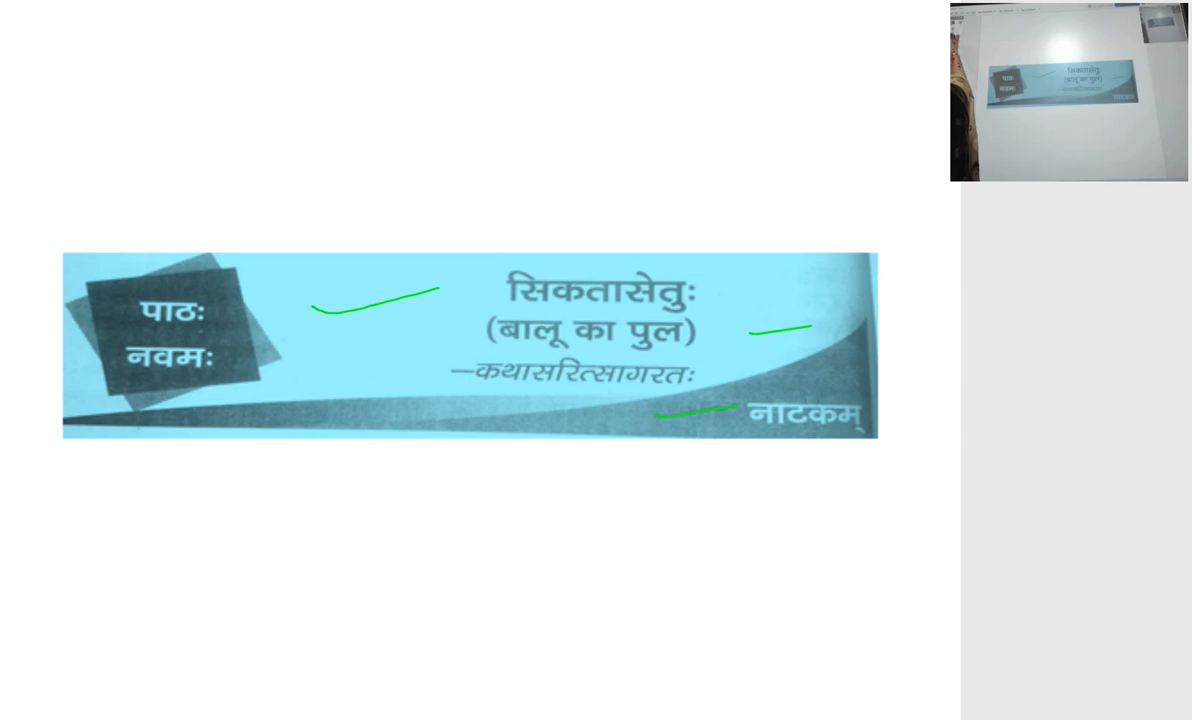 पाठः
नवमः
सिकतासेतुः
(बालू का पुल)
—कथासरित्सागरतः
नाटकम्